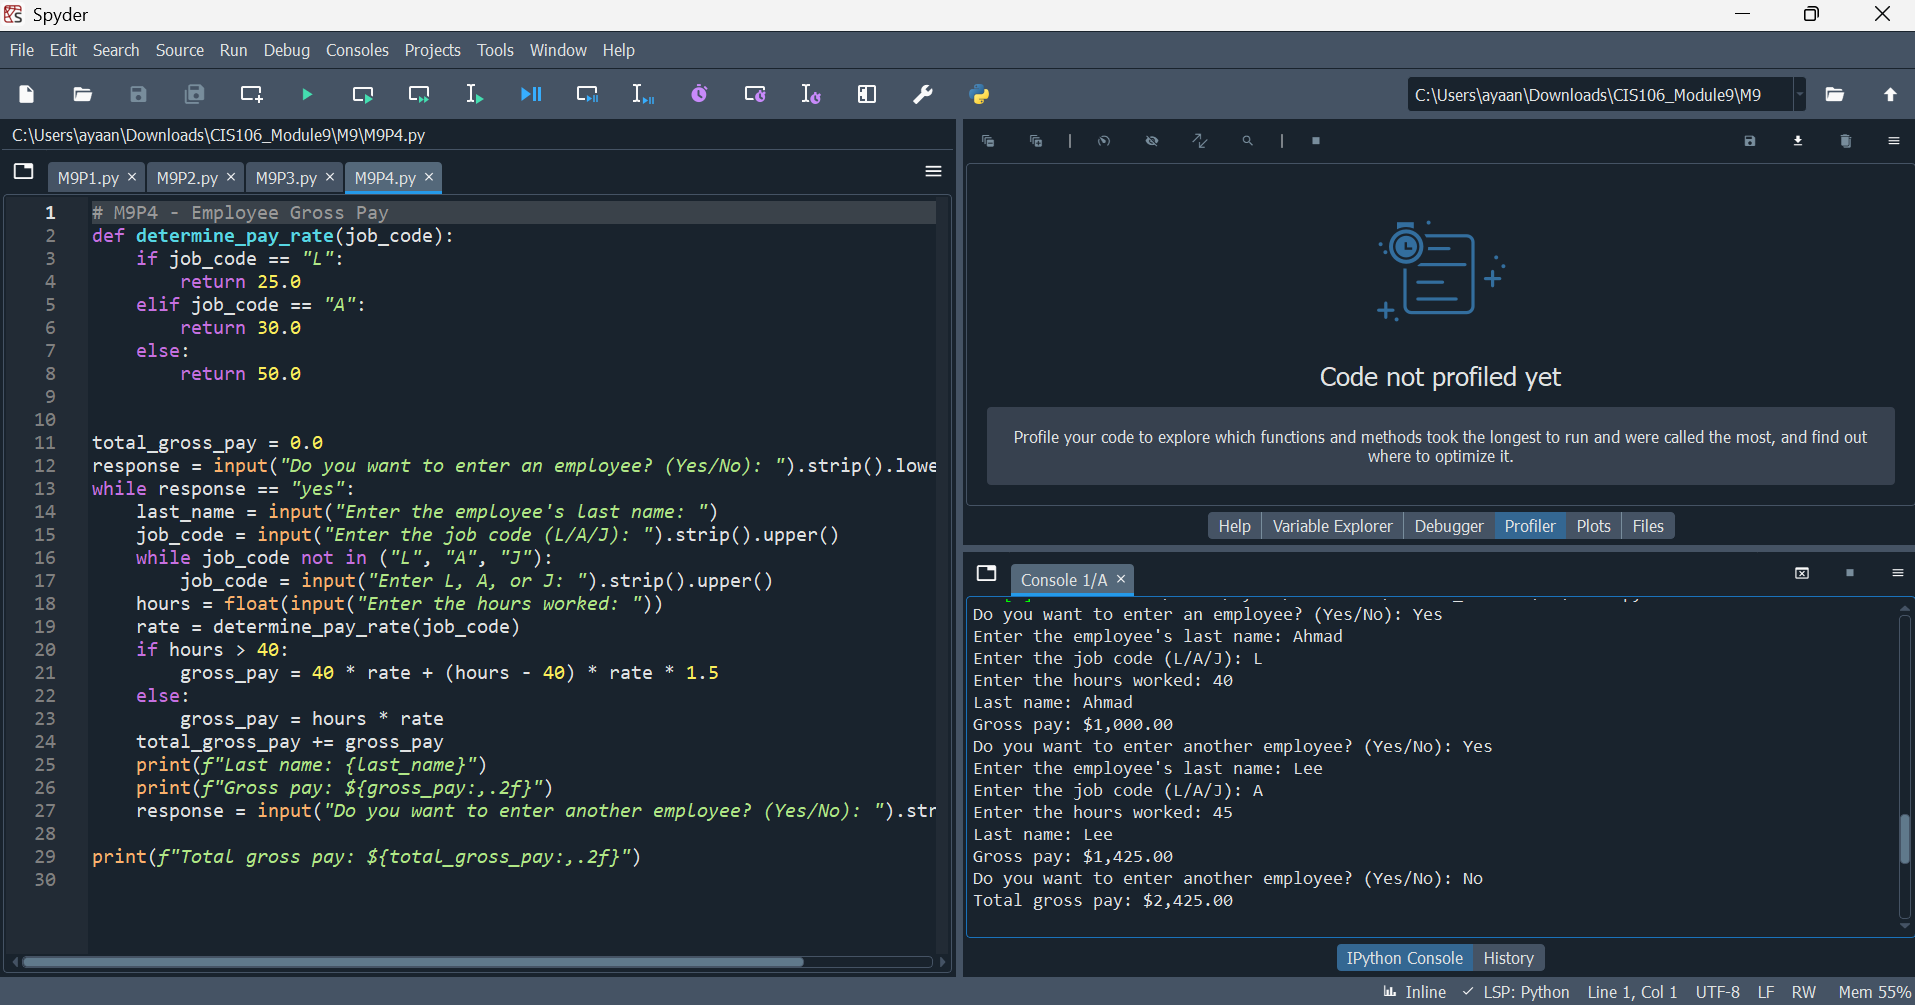 Spyder
File Edit Search Source Run Debug Consoles Projects Tools Window Help
C:\Users\ayaan\Downloads\CIS106_Module9\M9
C:\Users\ayaan\Downloads\CIS106_Module9\M9\M9P4.py
M9P1.py M9P2.py M9P3.py M9P4.py
1 # M9P4 - Employee Gross Pay
2 def determine_pay_rate(job_code):
3     if job_code == "L":
4         return 25.0
5     elif job_code == "A":
6         return 30.0
7     else:
8         return 50.0
9
10
11 total_gross_pay = 0.0
12 response = input("Do you want to enter an employee? (Yes/No): ").strip().lowe
13 while response == "yes":
14     last_name = input("Enter the employee's last name: ")
15     job_code = input("Enter the job code (L/A/J): ").strip().upper()
16     while job_code not in ("L", "A", "J"):
17         job_code = input("Enter L, A, or J: ").strip().upper()
18     hours = float(input("Enter the hours worked: "))
19     rate = determine_pay_rate(job_code)
20     if hours > 40:
21         gross_pay = 40 * rate + (hours - 40) * rate * 1.5
22     else:
23         gross_pay = hours * rate
24     total_gross_pay += gross_pay
25     print(f"Last name: {last_name}")
26     print(f"Gross pay: ${gross_pay:,.2f}")
27     response = input("Do you want to enter another employee? (Yes/No): ").str
28
29 print(f"Total gross pay: ${total_gross_pay:,.2f}")
30
Code not profiled yet
Profile your code to explore which functions and methods took the longest to run and were called the most, and find out
where to optimize it.
Help Variable Explorer Debugger Profiler Plots Files
Console 1/A
Do you want to enter an employee? (Yes/No): Yes
Enter the employee's last name: Ahmad
Enter the job code (L/A/J): L
Enter the hours worked: 40
Last name: Ahmad
Gross pay: $1,000.00
Do you want to enter another employee? (Yes/No): Yes
Enter the employee's last name: Lee
Enter the job code (L/A/J): A
Enter the hours worked: 45
Last name: Lee
Gross pay: $1,425.00
Do you want to enter another employee? (Yes/No): No
Total gross pay: $2,425.00
IPython Console History
Inline LSP: Python Line 1, Col 1 UTF-8 LF RW Mem 55%